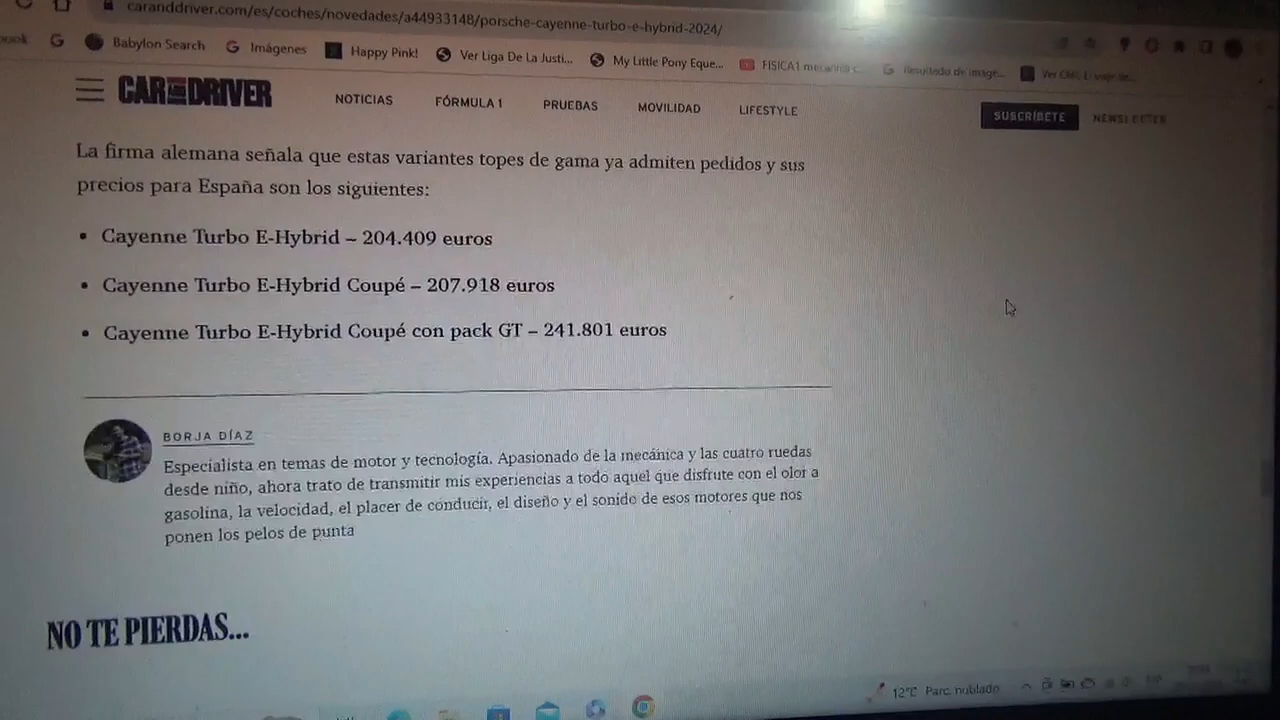 caranddriver.com/es/coches/novedades/a44933148/porsche-cayenne-turbo-e-hybrid-2024/
Babylon Search Imágenes Happy Pink! Ver Liga De La Justi... My Little Pony Eque... FISICA1 Resultado de image...
CAR AND DRIVER NOTICIAS FÓRMULA 1 PRUEBAS MOVILIDAD LIFESTYLE SUSCRÍBETE NEWSLETTER
La firma alemana señala que estas variantes topes de gama ya admiten pedidos y sus
precios para España son los siguientes:
• Cayenne Turbo E-Hybrid – 204.409 euros
• Cayenne Turbo E-Hybrid Coupé – 207.918 euros
• Cayenne Turbo E-Hybrid Coupé con pack GT – 241.801 euros
BORJA DÍAZ
Especialista en temas de motor y tecnología. Apasionado de la mecánica y las cuatro ruedas
desde niño, ahora trato de transmitir mis experiencias a todo aquel que disfrute con el olor a
gasolina, la velocidad, el placer de conducir, el diseño y el sonido de esos motores que nos
ponen los pelos de punta
NO TE PIERDAS...
12°C Parc. nublado